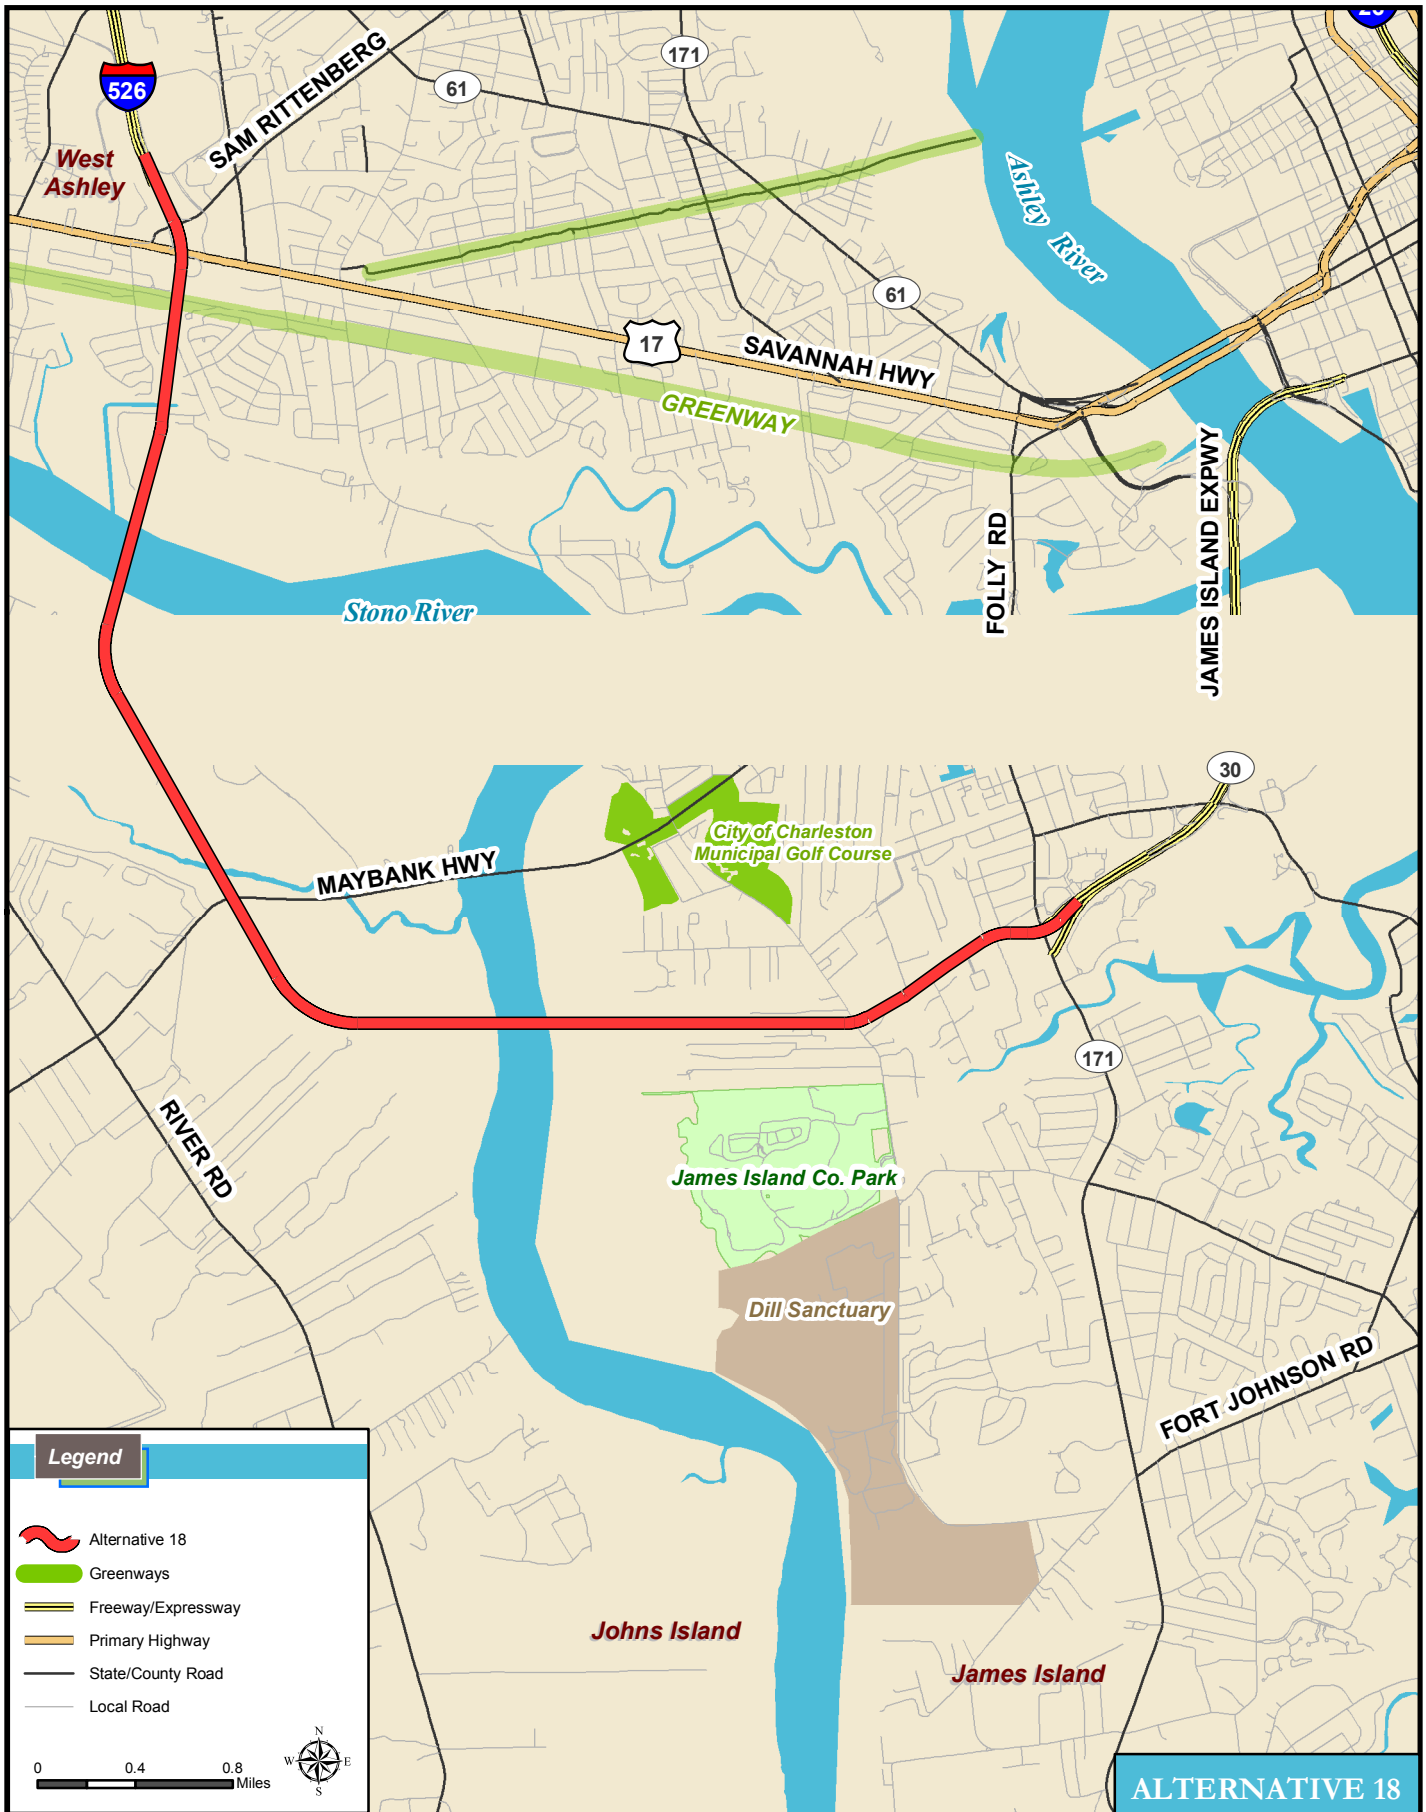 26
171
526
61
SAM RITTENBERG
West
Ashley
Ashley River
61
17
SAVANNAH HWY
GREENWAY
JAMES ISLAND EXPWY
FOLLY RD
Stono River
30
City of Charleston
Municipal Golf Course
MAYBANK HWY
171
RIVER RD
James Island Co. Park
Dill Sanctuary
FORT JOHNSON RD
Johns Island
James Island
Legend
Alternative 18
Greenways
Freeway/Expressway
Primary Highway
State/County Road
Local Road
N
W E
S
0 0.4 0.8
Miles
ALTERNATIVE 18